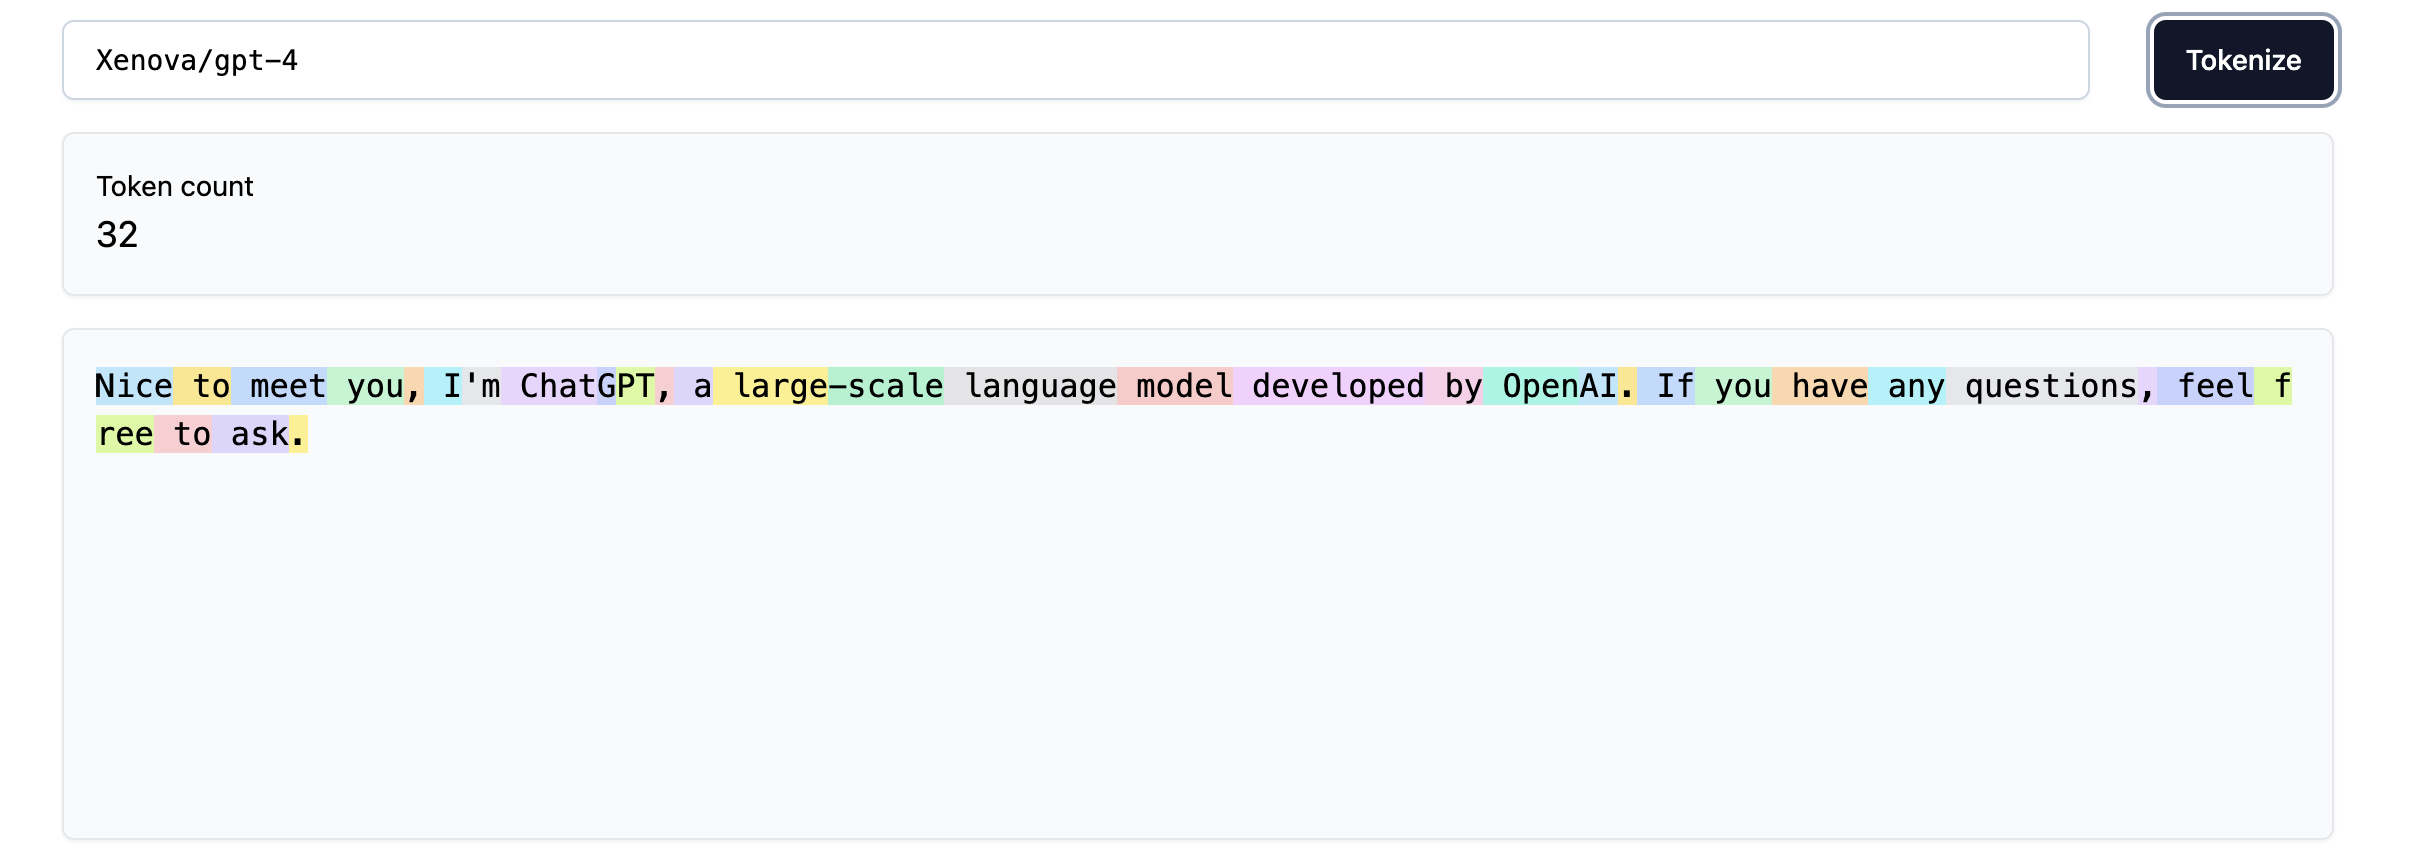 Xenova/gpt-4
Tokenize
Token count
32
Nice to meet you, I'm ChatGPT, a large-scale language model developed by OpenAI. If you have any questions, feel f
ree to ask.